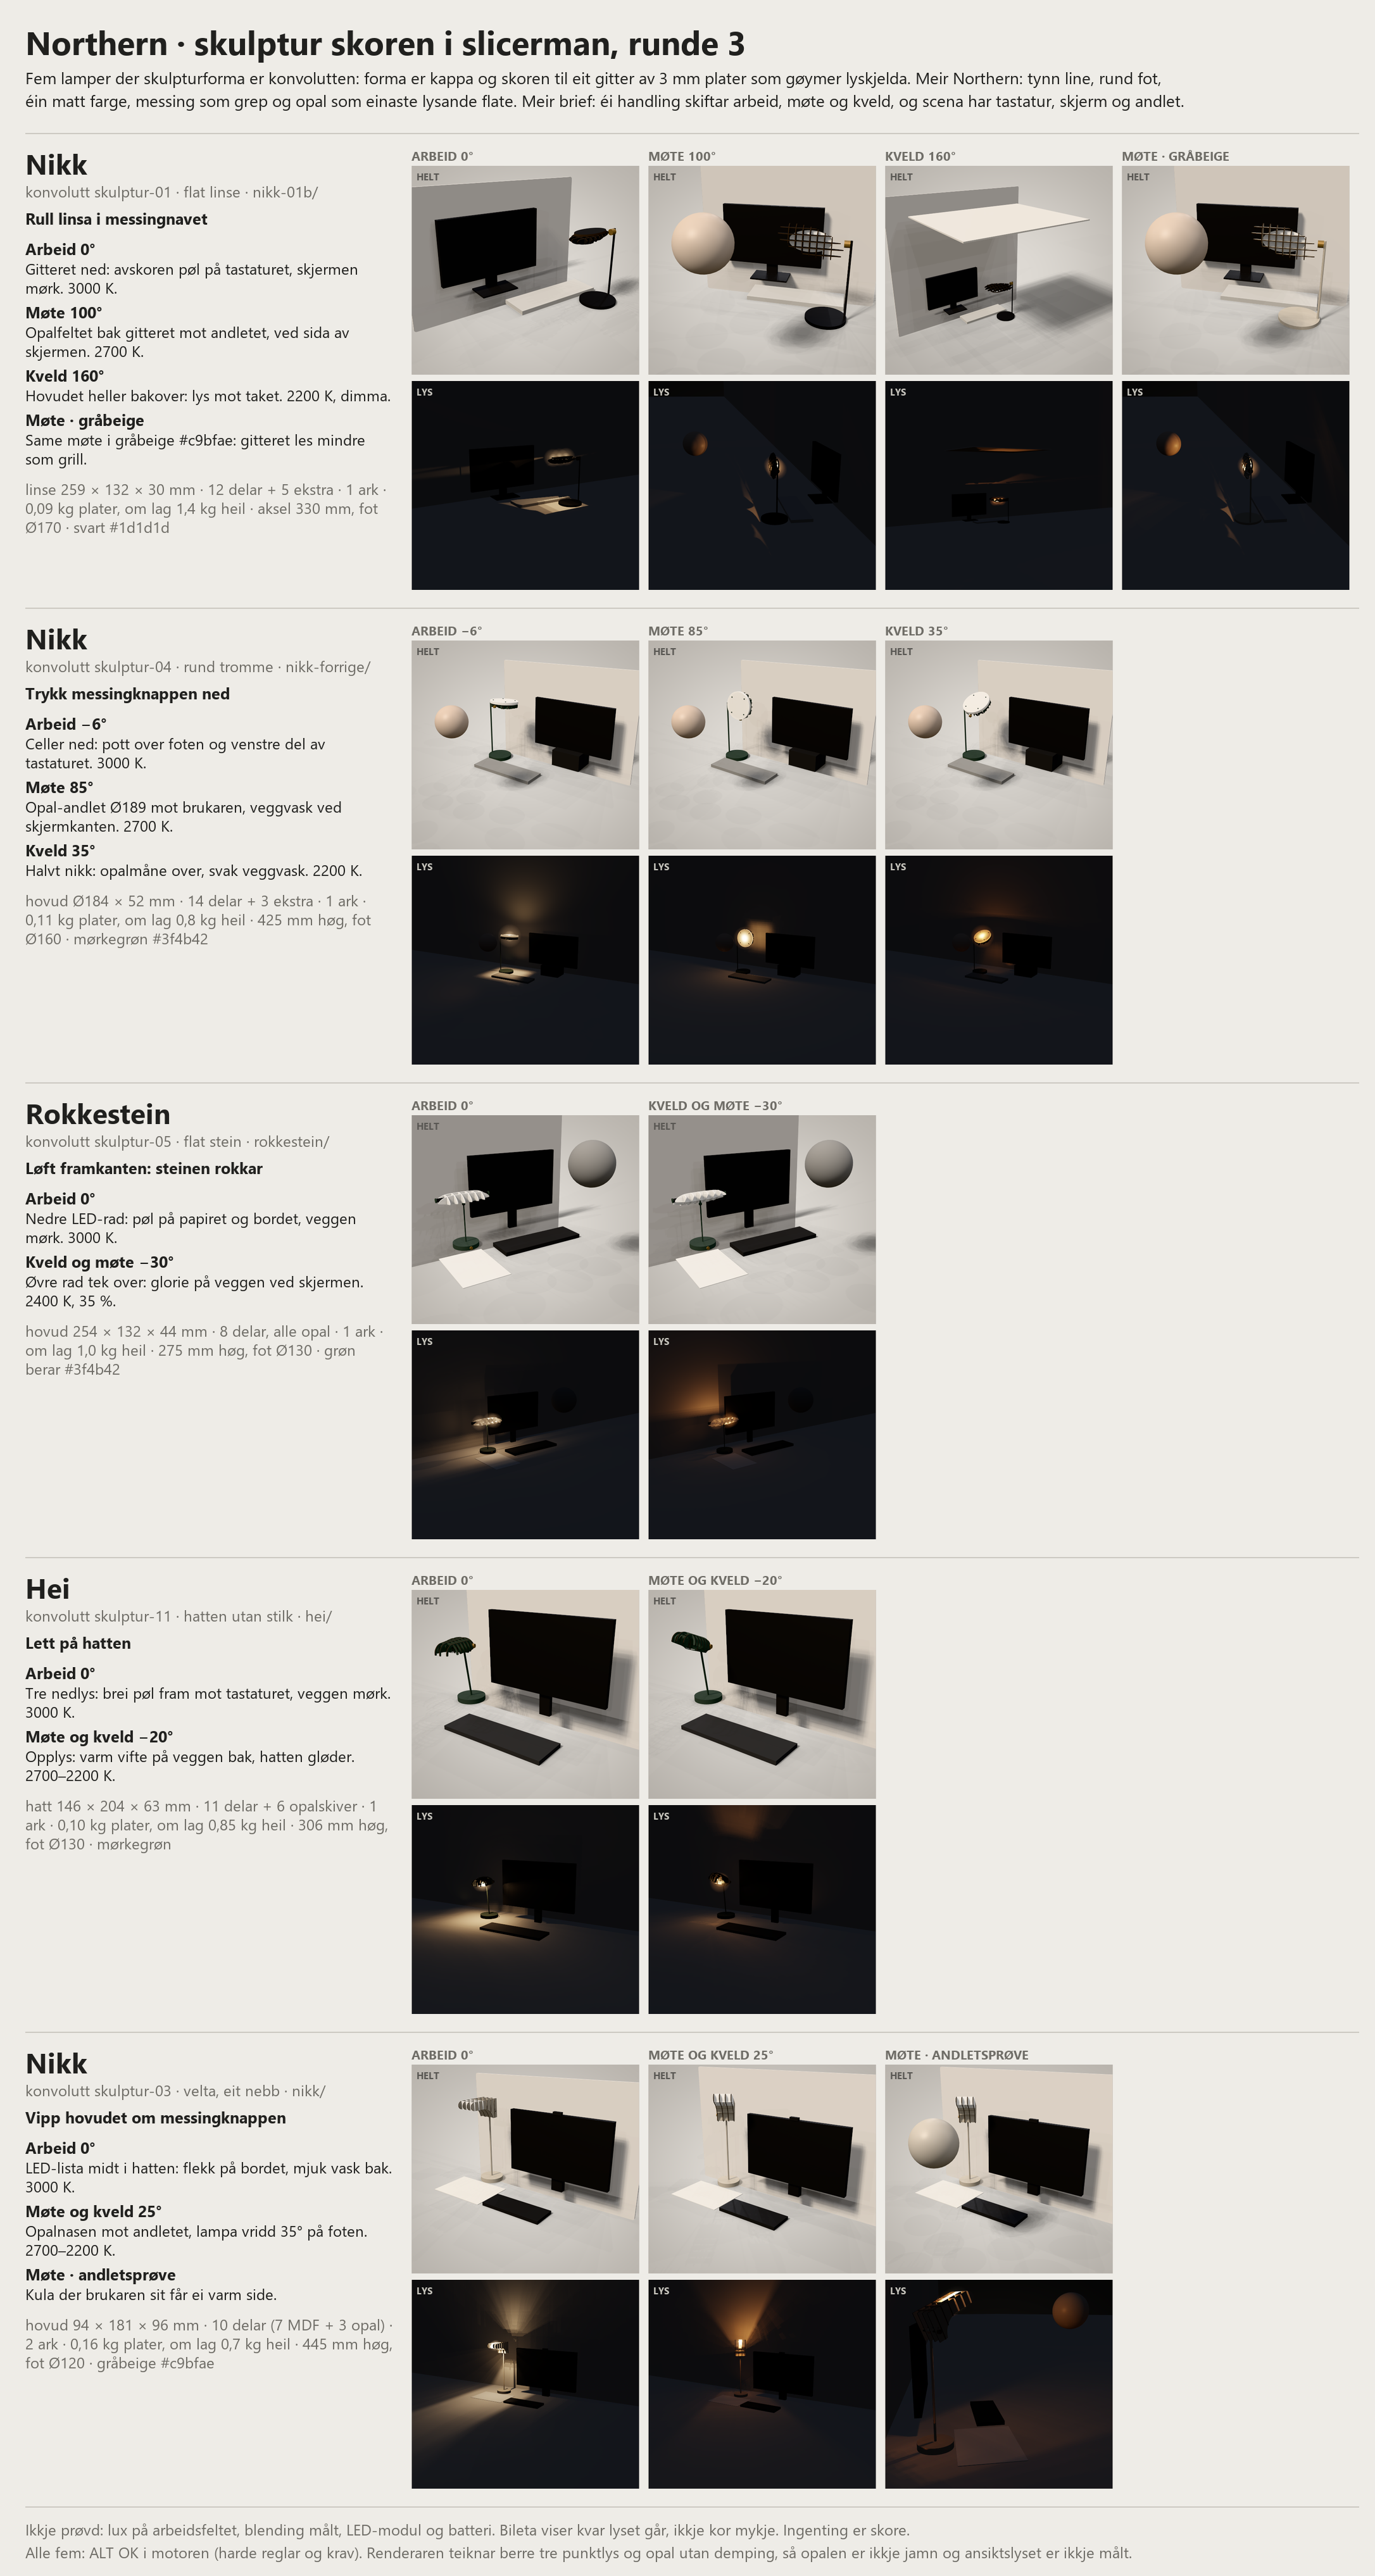 Northern · skulptur skoren i slicerman, runde 3
Fem lamper der skulpturforma er konvolutten: forma er kappa og skoren til eit gitter av 3 mm plater som gøymer lyskjelda. Meir Northern: tynn line, rund fot,
éin matt farge, messing som grep og opal som einaste lysande flate. Meir brief: éi handling skiftar arbeid, møte og kveld, og scena har tastatur, skjerm og andlet.
Nikk
konvolutt skulptur-01 · flat linse · nikk-01b/
Rull linsa i messingnavet
Arbeid 0°
Gitteret ned: avskoren pøl på tastaturet, skjermen
mørk. 3000 K.
Møte 100°
Opalfeltet bak gitteret mot andletet, ved sida av
skjermen. 2700 K.
Kveld 160°
Hovudet heller bakover: lys mot taket. 2200 K, dimma.
Møte · gråbeige
Same møte i gråbeige #c9bfae: gitteret les mindre
som grill.
linse 259 × 132 × 30 mm · 12 delar + 5 ekstra · 1 ark ·
0,09 kg plater, om lag 1,4 kg heil · aksel 330 mm, fot
Ø170 · svart #1d1d1d
ARBEID 0°
HELT
LYS
MØTE 100°
HELT
LYS
KVELD 160°
HELT
LYS
MØTE · GRÅBEIGE
HELT
LYS
Nikk
konvolutt skulptur-04 · rund tromme · nikk-forrige/
Trykk messingknappen ned
Arbeid −6°
Celler ned: pott over foten og venstre del av
tastaturet. 3000 K.
Møte 85°
Opal-andlet Ø189 mot brukaren, veggvask ved
skjermkanten. 2700 K.
Kveld 35°
Halvt nikk: opalmåne over, svak veggvask. 2200 K.
hovud Ø184 × 52 mm · 14 delar + 3 ekstra · 1 ark ·
0,11 kg plater, om lag 0,8 kg heil · 425 mm høg, fot
Ø160 · mørkegrøn #3f4b42
ARBEID −6°
HELT
LYS
MØTE 85°
HELT
LYS
KVELD 35°
HELT
LYS
Rokkestein
konvolutt skulptur-05 · flat stein · rokkestein/
Løft framkanten: steinen rokkar
Arbeid 0°
Nedre LED-rad: pøl på papiret og bordet, veggen
mørk. 3000 K.
Kveld og møte −30°
Øvre rad tek over: glorie på veggen ved skjermen.
2400 K, 35 %.
hovud 254 × 132 × 44 mm · 8 delar, alle opal · 1 ark ·
om lag 1,0 kg heil · 275 mm høg, fot Ø130 · grøn
berar #3f4b42
ARBEID 0°
HELT
LYS
KVELD OG MØTE −30°
HELT
LYS
Hei
konvolutt skulptur-11 · hatten utan stilk · hei/
Lett på hatten
Arbeid 0°
Tre nedlys: brei pøl fram mot tastaturet, veggen mørk.
3000 K.
Møte og kveld −20°
Opplys: varm vifte på veggen bak, hatten gløder.
2700–2200 K.
hatt 146 × 204 × 63 mm · 11 delar + 6 opalskiver · 1
ark · 0,10 kg plater, om lag 0,85 kg heil · 306 mm høg,
fot Ø130 · mørkegrøn
ARBEID 0°
HELT
LYS
MØTE OG KVELD −20°
HELT
LYS
Nikk
konvolutt skulptur-03 · velta, eit nebb · nikk/
Vipp hovudet om messingknappen
Arbeid 0°
LED-lista midt i hatten: flekk på bordet, mjuk vask bak.
3000 K.
Møte og kveld 25°
Opalnasen mot andletet, lampa vridd 35° på foten.
2700–2200 K.
Møte · andletsprøve
Kula der brukaren sit får ei varm side.
hovud 94 × 181 × 96 mm · 10 delar (7 MDF + 3 opal) ·
2 ark · 0,16 kg plater, om lag 0,7 kg heil · 445 mm høg,
fot Ø120 · gråbeige #c9bfae
ARBEID 0°
HELT
LYS
MØTE OG KVELD 25°
HELT
LYS
MØTE · ANDLETSPRØVE
HELT
LYS
Ikkje prøvd: lux på arbeidsfeltet, blending målt, LED-modul og batteri. Bileta viser kvar lyset går, ikkje kor mykje. Ingenting er skore.
Alle fem: ALT OK i motoren (harde reglar og krav). Renderaren teiknar berre tre punktlys og opal utan demping, så opalen er ikkje jamn og ansiktslyset er ikkje målt.